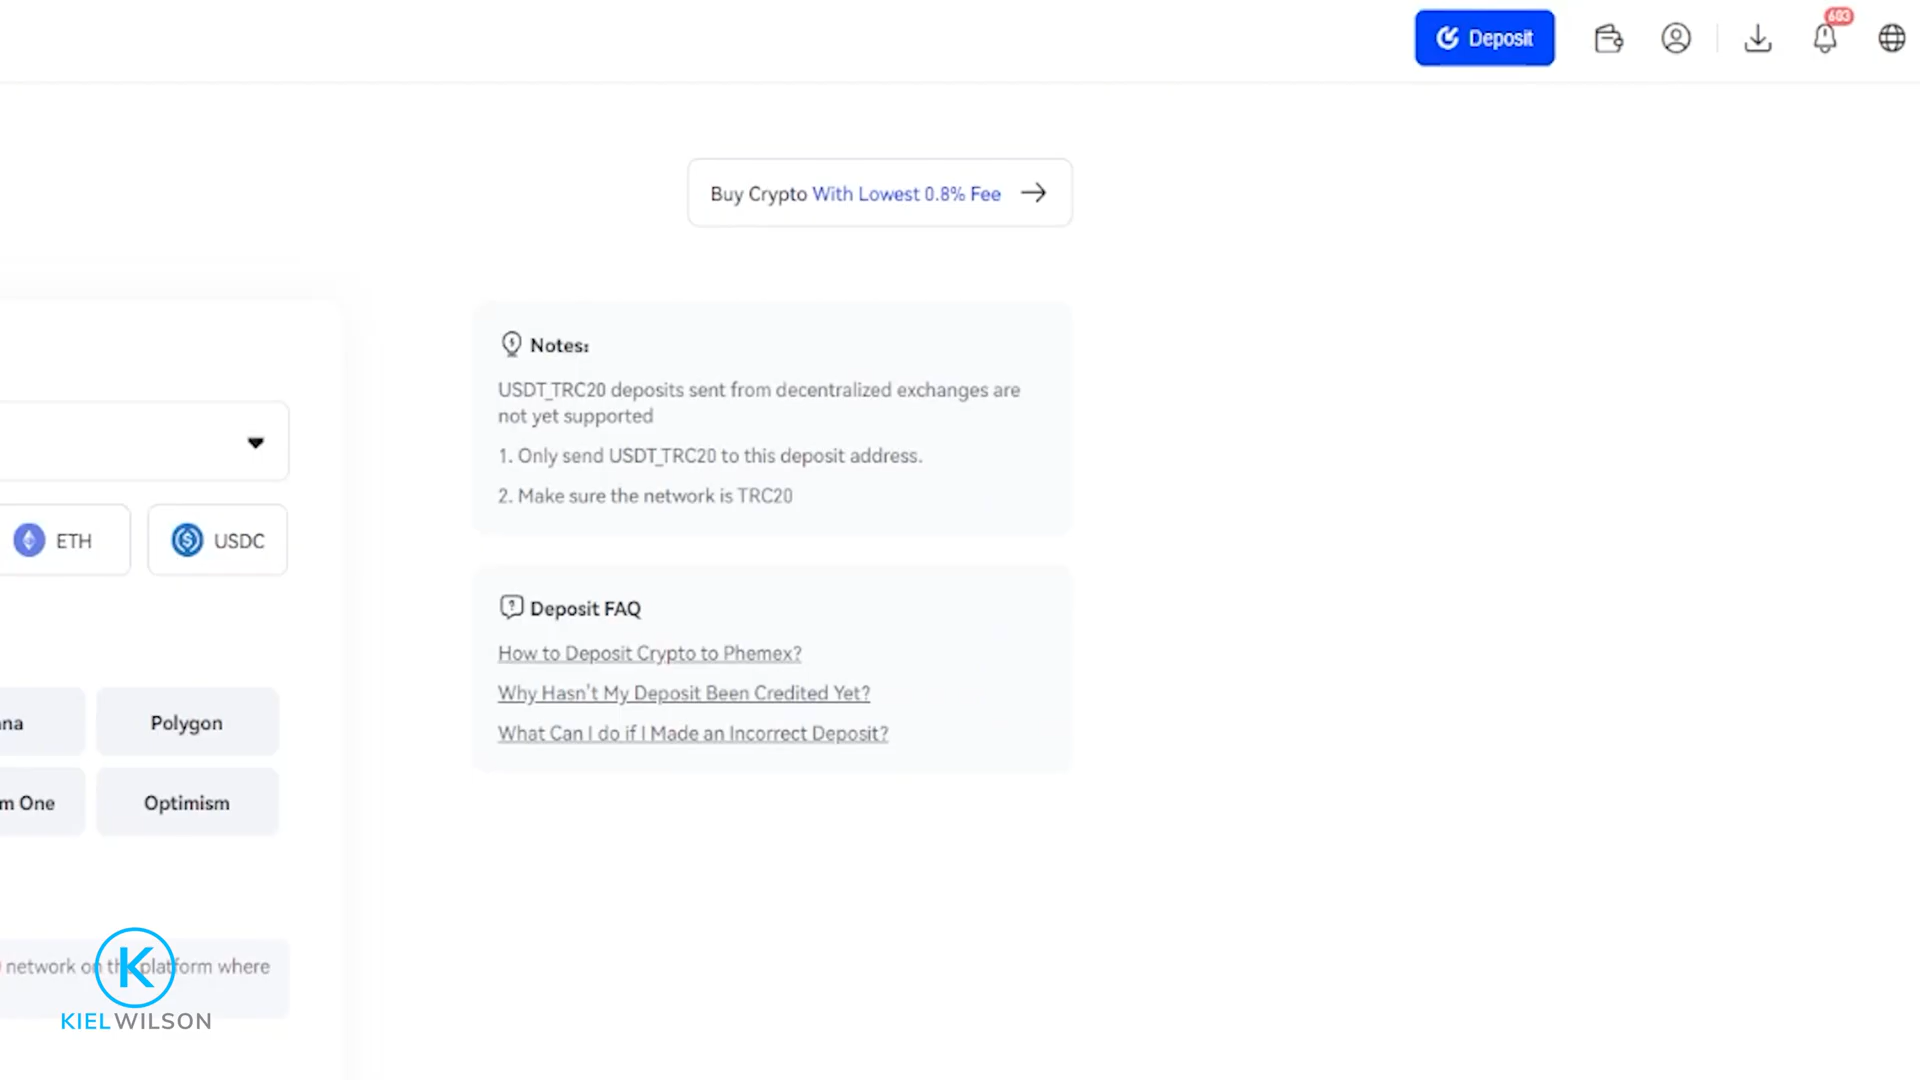 Deposit
603
Buy Crypto With Lowest 0.8% Fee
Notes:
USDT_TRC20 deposits sent from decentralized exchanges are
not yet supported
1. Only send USDT_TRC20 to this deposit address.
2. Make sure the network is TRC20
ETH
USDC
Deposit FAQ
How to Deposit Crypto to Phemex?
Why Hasn't My Deposit Been Credited Yet?
What Can I do if I Made an Incorrect Deposit?
na
Polygon
m One
Optimism
network on the platform where
K
KIELWILSON